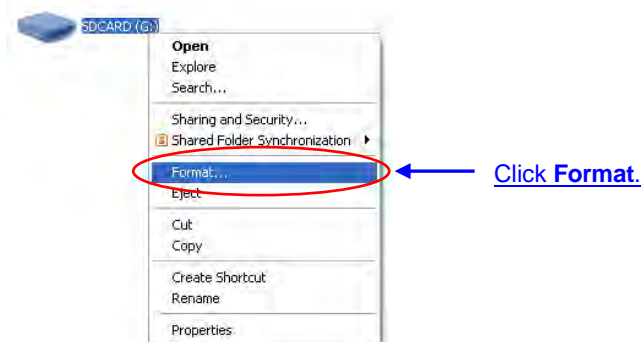 SDCARD (G:)
Open
Explore
Search...
Sharing and Security...
Shared Folder Synchronization
Format...
Click Format.
Eject
Cut
Copy
Create Shortcut
Rename
Properties